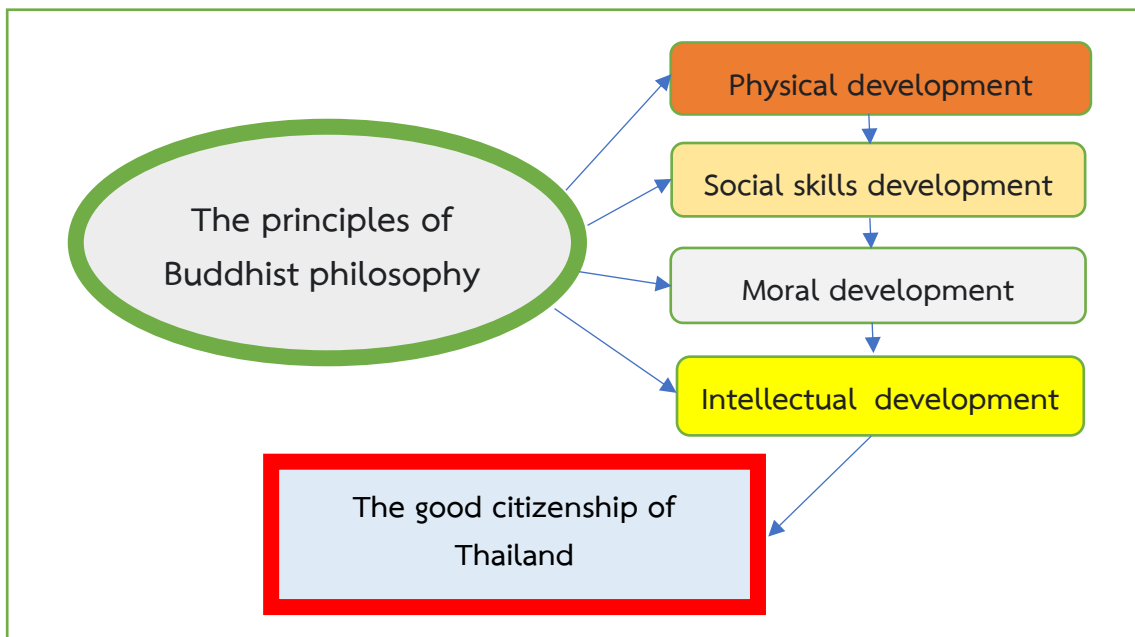 The principles of
Buddhist philosophy
Physical development
Social skills development
Moral development
Intellectual development
The good citizenship of
Thailand